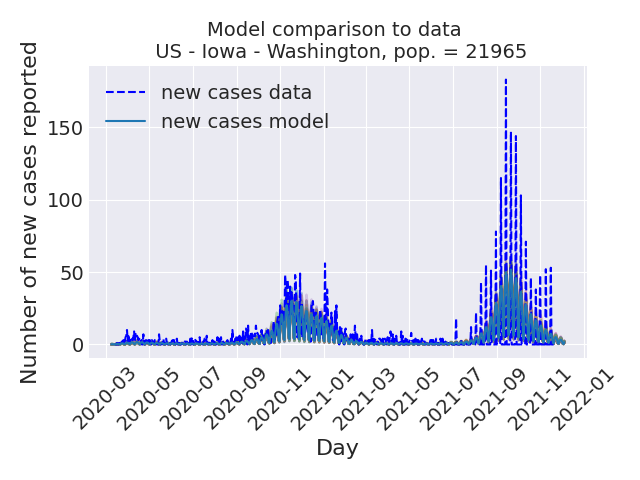 Model comparison to data
US - Iowa - Washington, pop. = 21965
new cases data
new cases model
Number of new cases reported
150
100
50
0
2020-03
2020-05
2020-07
2020-09
2020-11
2021-01
2021-03
2021-05
2021-07
2021-09
2021-11
2022-01
Day